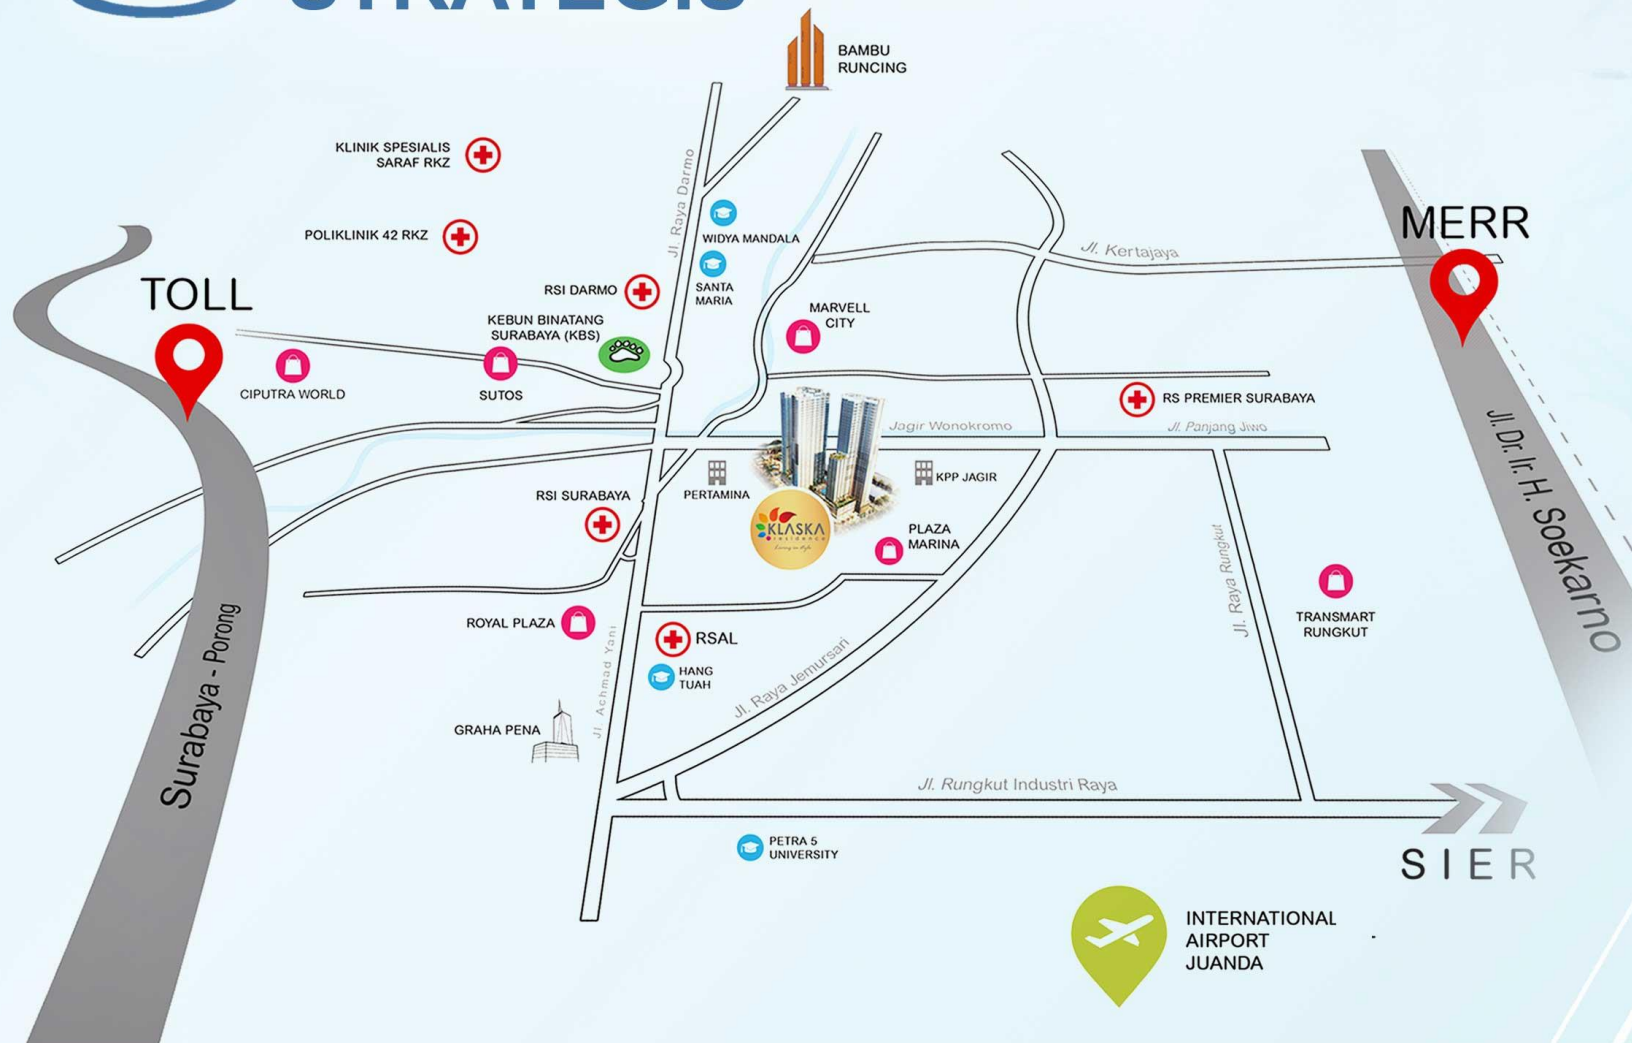 STRATEGIS
BAMBU
RUNCING
KLINIK SPESIALIS
SARAF RKZ
Jl. Raya Darmo
POLIKLINIK 42 RKZ
WIDYA MANDALA
MERR
Jl. Kertajaya
TOLL
RSI DARMO
SANTA
MARIA
KEBUN BINATANG
SURABAYA (KBS)
MARVELL
CITY
CIPUTRA WORLD
SUTOS
RS PREMIER SURABAYA
Jagir Wonokromo
Jl. Panjang Jiwo
Jl. Dr. Ir. H. Soekarno
RSI SURABAYA
PERTAMINA
KPP JAGIR
KLASKA
residence
PLAZA
MARINA
Jl. Raya Rungkut
TRANSMART
RUNGKUT
ROYAL PLAZA
RSAL
HANG
TUAH
Surabaya - Porong
Jl. Achmad Yani
Jl. Raya Jemursari
GRAHA PENA
Jl. Rungkut Industri Raya
PETRA 5
UNIVERSITY
SIER
INTERNATIONAL
AIRPORT
JUANDA